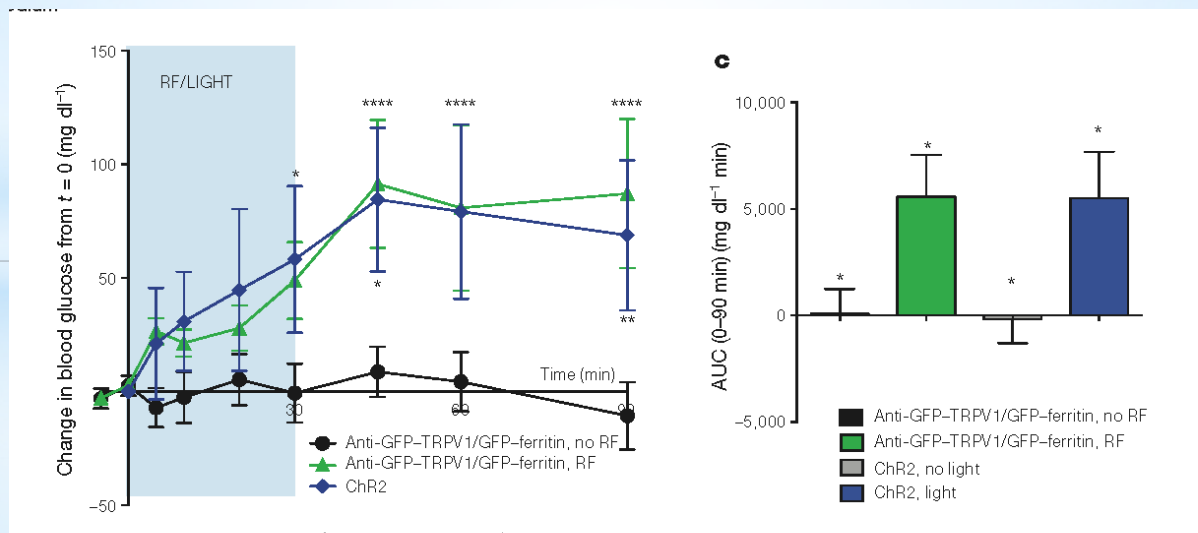 150
RF/LIGHT
****
****
****
100
*
50
*
**
Time (min)
30
60
90
Anti-GFP–TRPV1/GFP–ferritin, no RF
Anti-GFP–TRPV1/GFP–ferritin, RF
ChR2
–50
Change in blood glucose from t = 0 (mg dl⁻¹)
c
10,000
*
*
5,000
*
*
0
–5,000
AUC (0–90 min) (mg dl⁻¹ min)
Anti-GFP–TRPV1/GFP–ferritin, no RF
Anti-GFP–TRPV1/GFP–ferritin, RF
ChR2, no light
ChR2, light